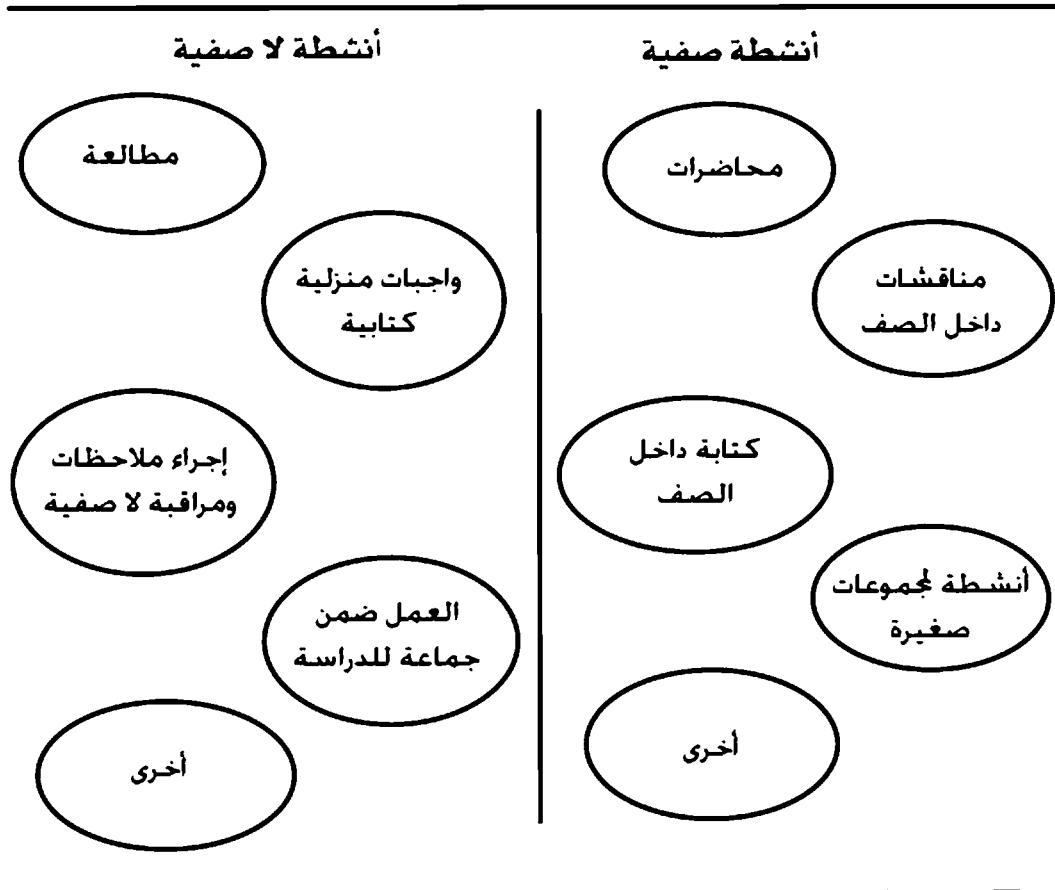 أنشطة صفية
محاضرات
مناقشات
داخل الصف
كتابة داخل
الصف
أنشطة لمجموعات
صغيرة
أخرى
أنشطة لا صفية
مطالعة
واجبات منزلية
كتابية
إجراء ملاحظات
ومراقبة لا صفية
العمل ضمن
جماعة للدراسة
أخرى